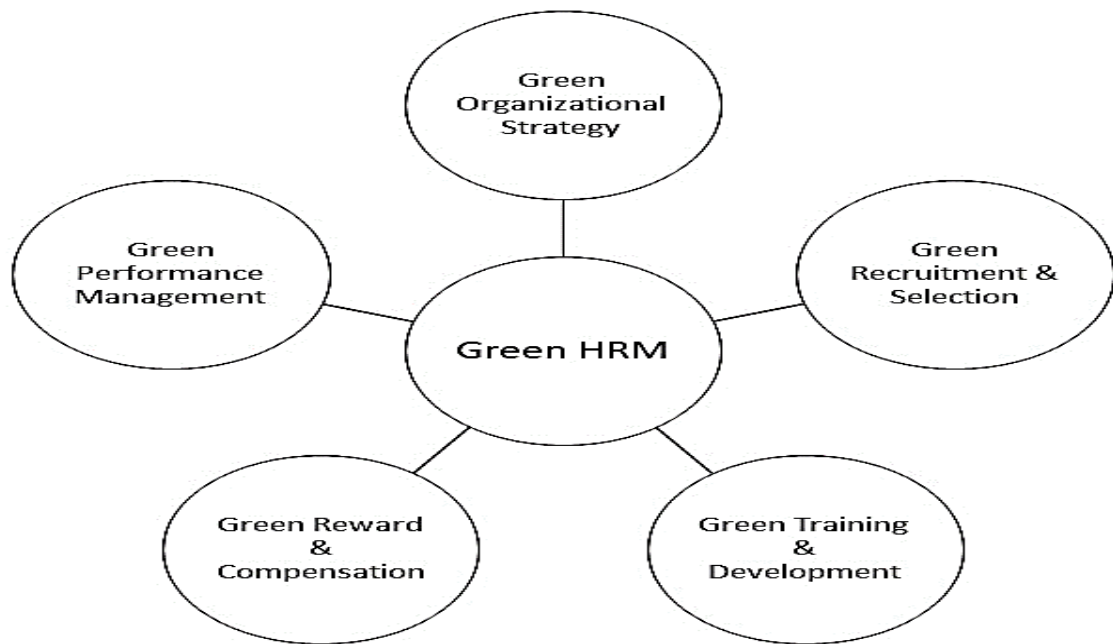 Green
Organizational
Strategy
Green
Performance
Management
Green
Recruitment &
Selection
Green HRM
Green Reward
&
Compensation
Green Training
&
Development